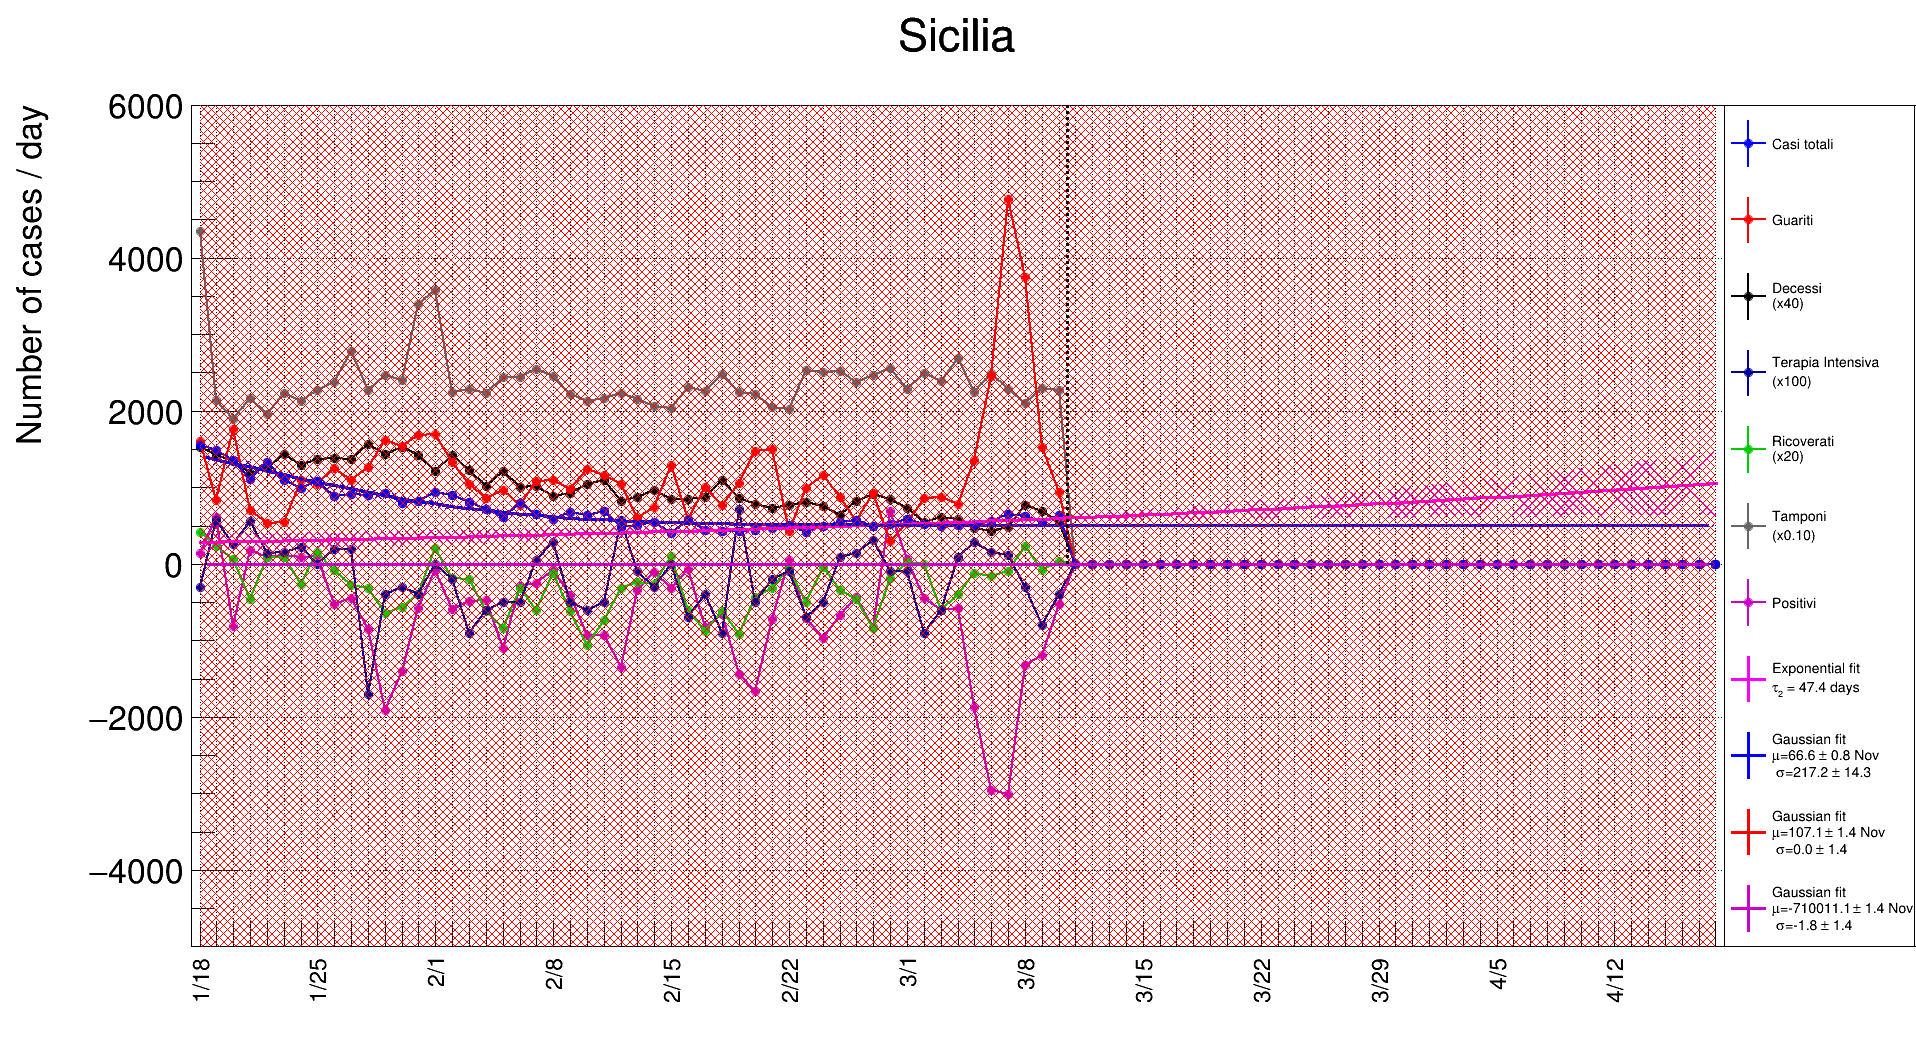 Sicilia
Number of cases / day
6000
4000
2000
0
−2000
−4000
1/18
1/25
2/1
2/8
2/15
2/22
3/1
3/8
3/15
3/22
3/29
4/5
4/12
Casi totali
Guariti
Decessi
(x40)
Terapia Intensiva
(x100)
Ricoverati
(x20)
Tamponi
(x0.10)
Positivi
Exponential fit
τ2 = 47.4 days
Gaussian fit
μ=66.6 ± 0.8 Nov
σ=217.2 ± 14.3
Gaussian fit
μ=107.1 ± 1.4 Nov
σ=0.0 ± 1.4
Gaussian fit
μ=-710011.1 ± 1.4 Nov
σ=-1.8 ± 1.4